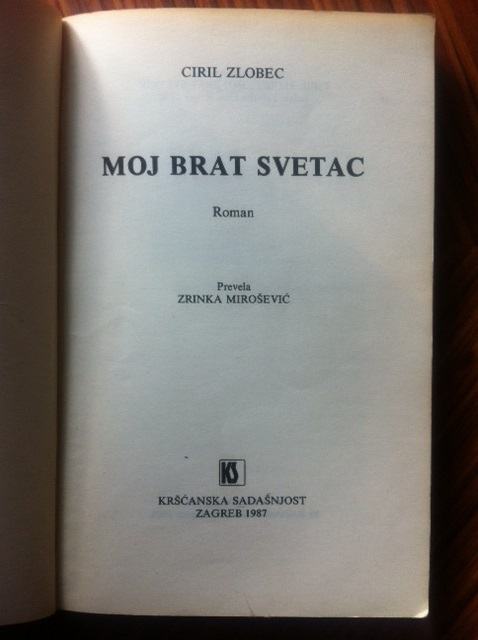 CIRIL ZLOBEC
MOJ BRAT SVETAC
Roman
Prevela
ZRINKA MIROŠEVIĆ
KS
KRŠĆANSKA SADAŠNJOST
ZAGREB 1987